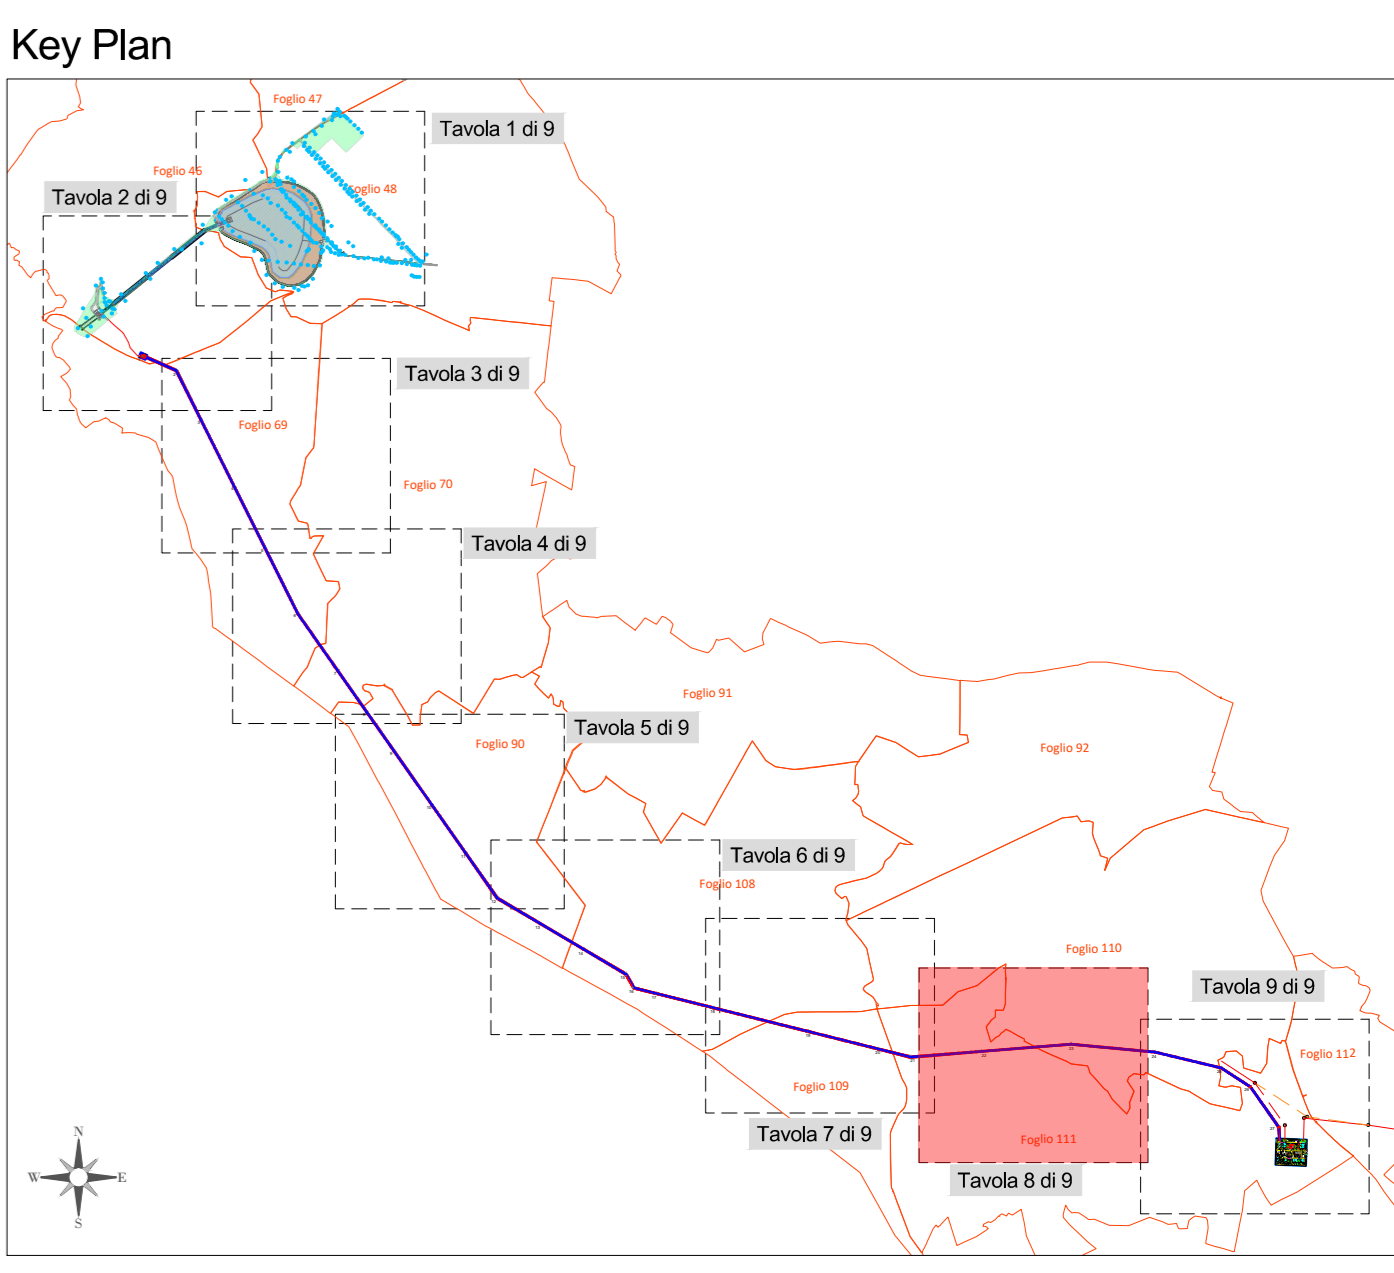 Key Plan
Foglio 47
Tavola 1 di 9
Foglio 46
Foglio 48
Tavola 2 di 9
Tavola 3 di 9
Foglio 69
Foglio 70
Tavola 4 di 9
Foglio 91
Tavola 5 di 9
Foglio 90
Foglio 92
Tavola 6 di 9
Foglio 108
Foglio 110
Tavola 9 di 9
Foglio 112
Foglio 109
Tavola 7 di 9
Foglio 111
Tavola 8 di 9
N
W
E
S